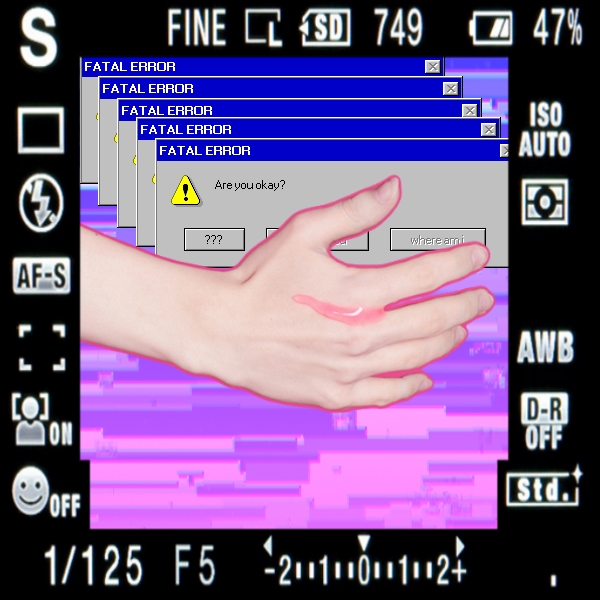 S FINE L SD 749 47%
ISO
AUTO
AF-S
ON
OFF
AWB
D-R
OFF
Std.
FATAL ERROR
FATAL ERROR
FATAL ERROR
FATAL ERROR
FATAL ERROR
Are you okay?
??? where am i
1/125 F5 -2 1 0 1 2+